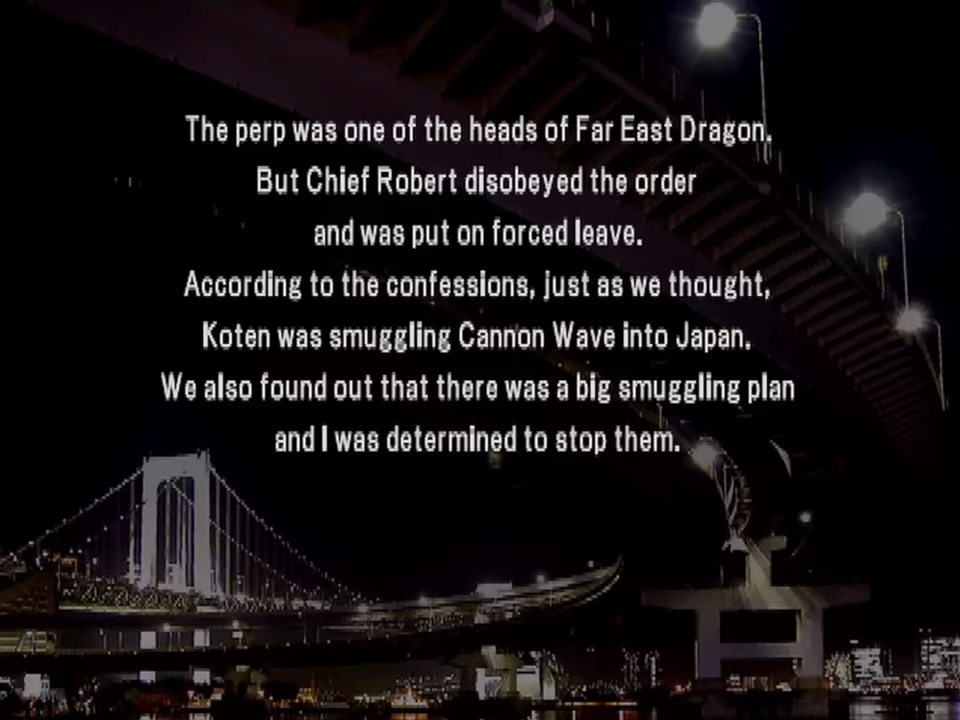 The perp was one of the heads of Far East Dragon.
But Chief Robert disobeyed the order
and was put on forced leave.
According to the confessions, just as we thought,
Koten was smuggling Cannon Wave into Japan.
We also found out that there was a big smuggling plan
and I was determined to stop them.